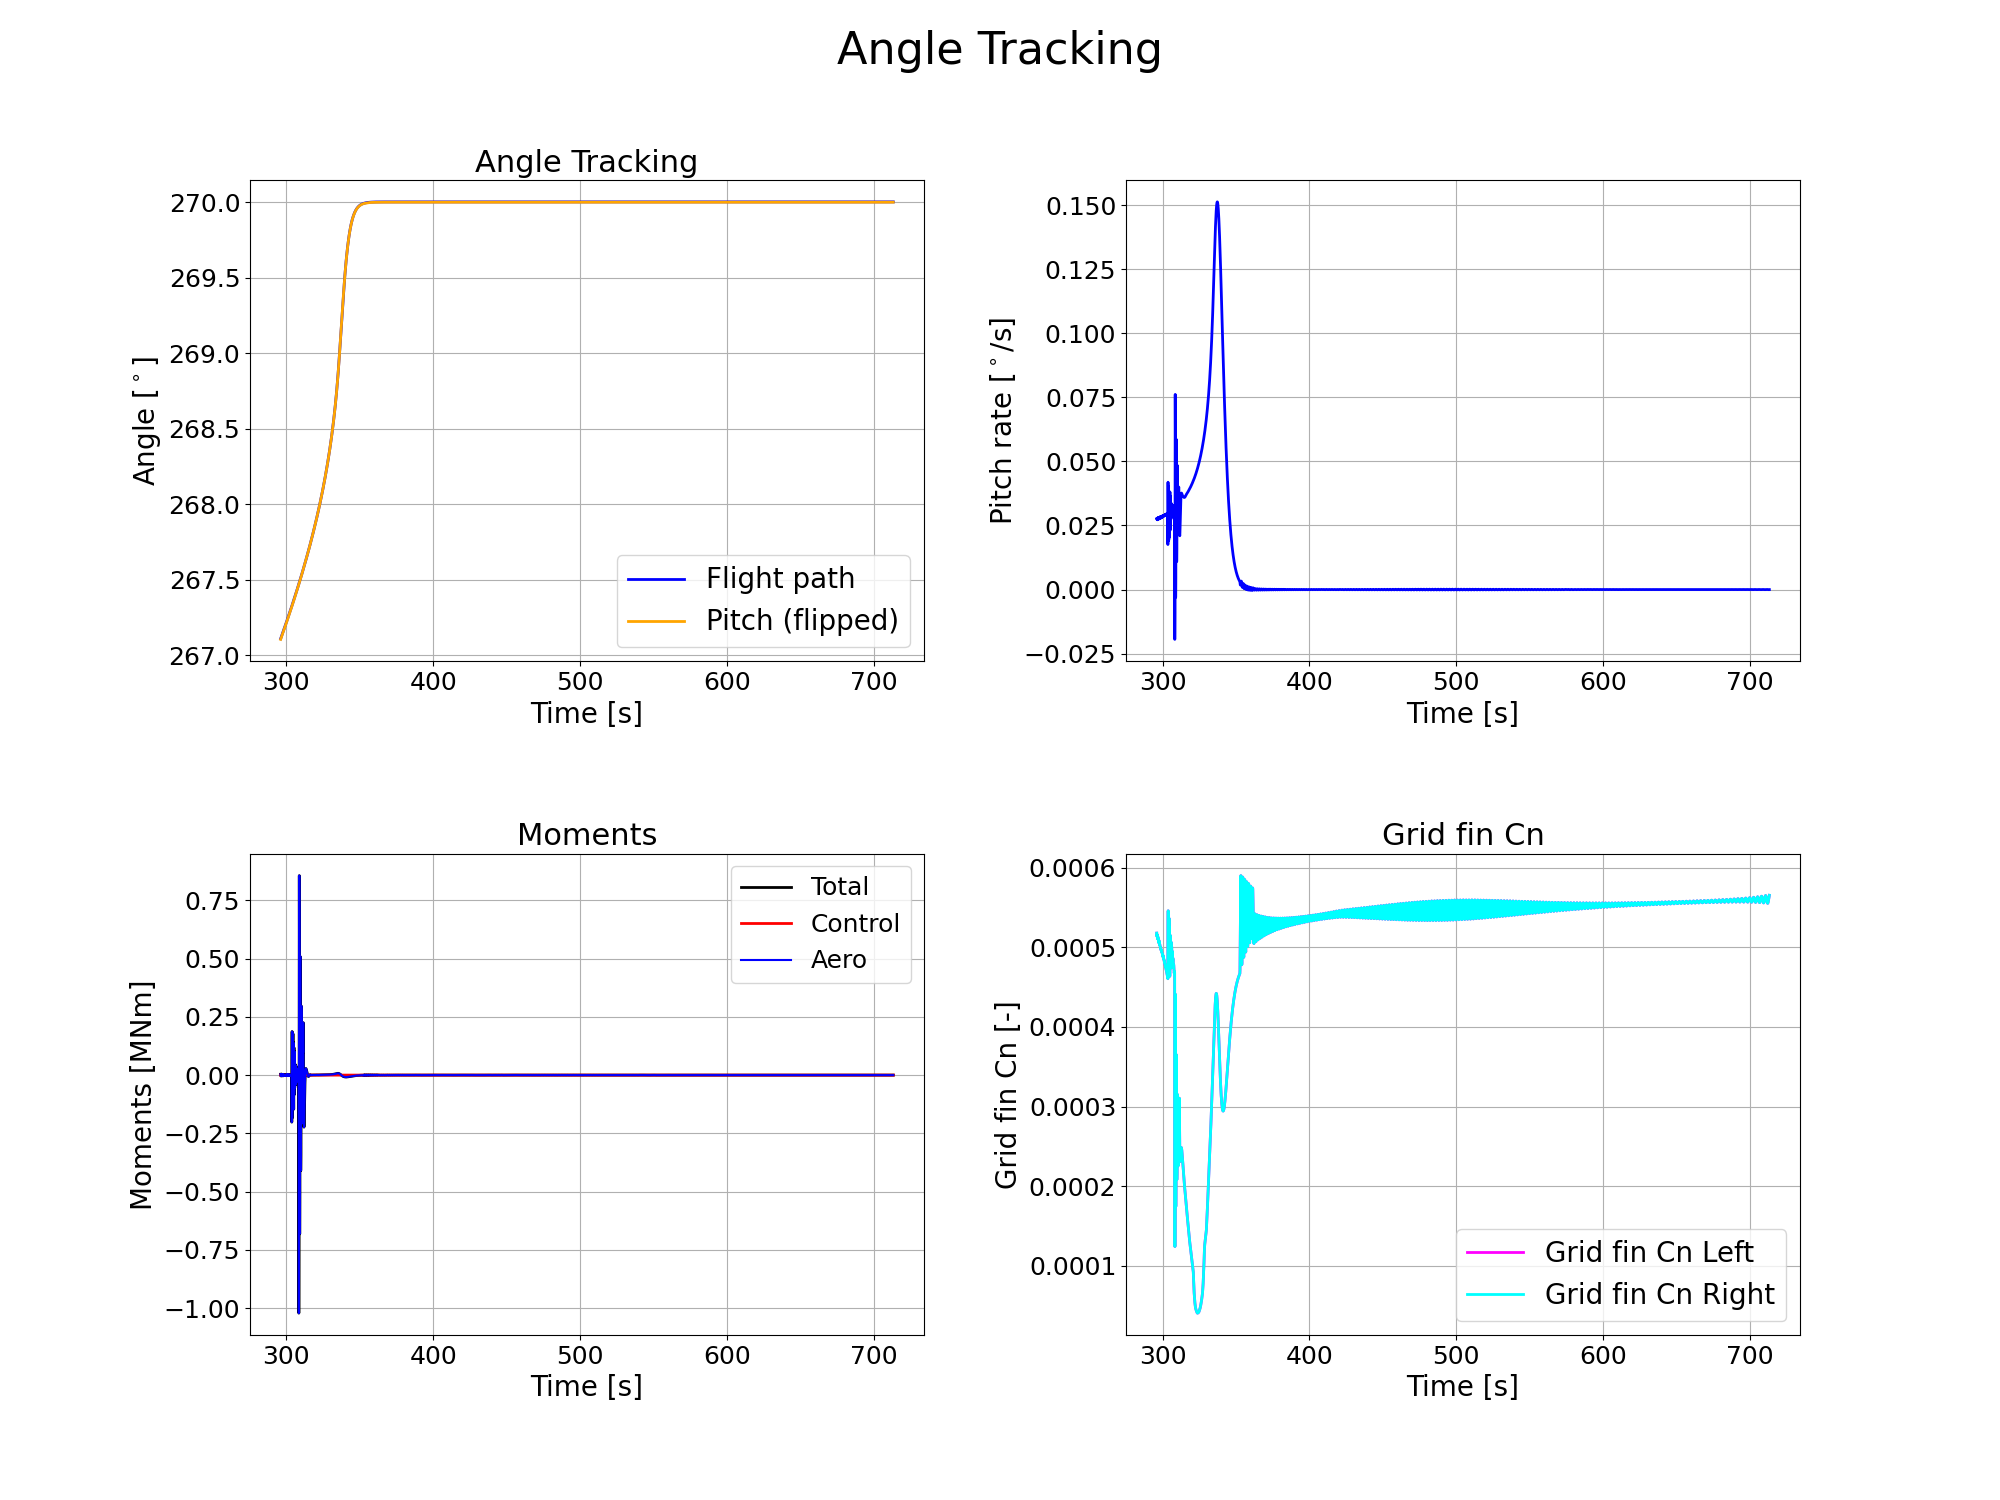 Angle Tracking
Angle Tracking
270.0
269.5
269.0
268.5
268.0
267.5
267.0
Angle [°]
Flight path
Pitch (flipped)
300 400 500 600 700
Time [s]
0.150
0.125
0.100
0.075
0.050
0.025
0.000
−0.025
Pitch rate [°/s]
300 400 500 600 700
Time [s]
Moments
0.75
0.50
0.25
0.00
−0.25
−0.50
−0.75
−1.00
Moments [MNm]
Total
Control
Aero
300 400 500 600 700
Time [s]
Grid fin Cn
0.0006
0.0005
0.0004
0.0003
0.0002
0.0001
Grid fin Cn [-]
Grid fin Cn Left
Grid fin Cn Right
300 400 500 600 700
Time [s]